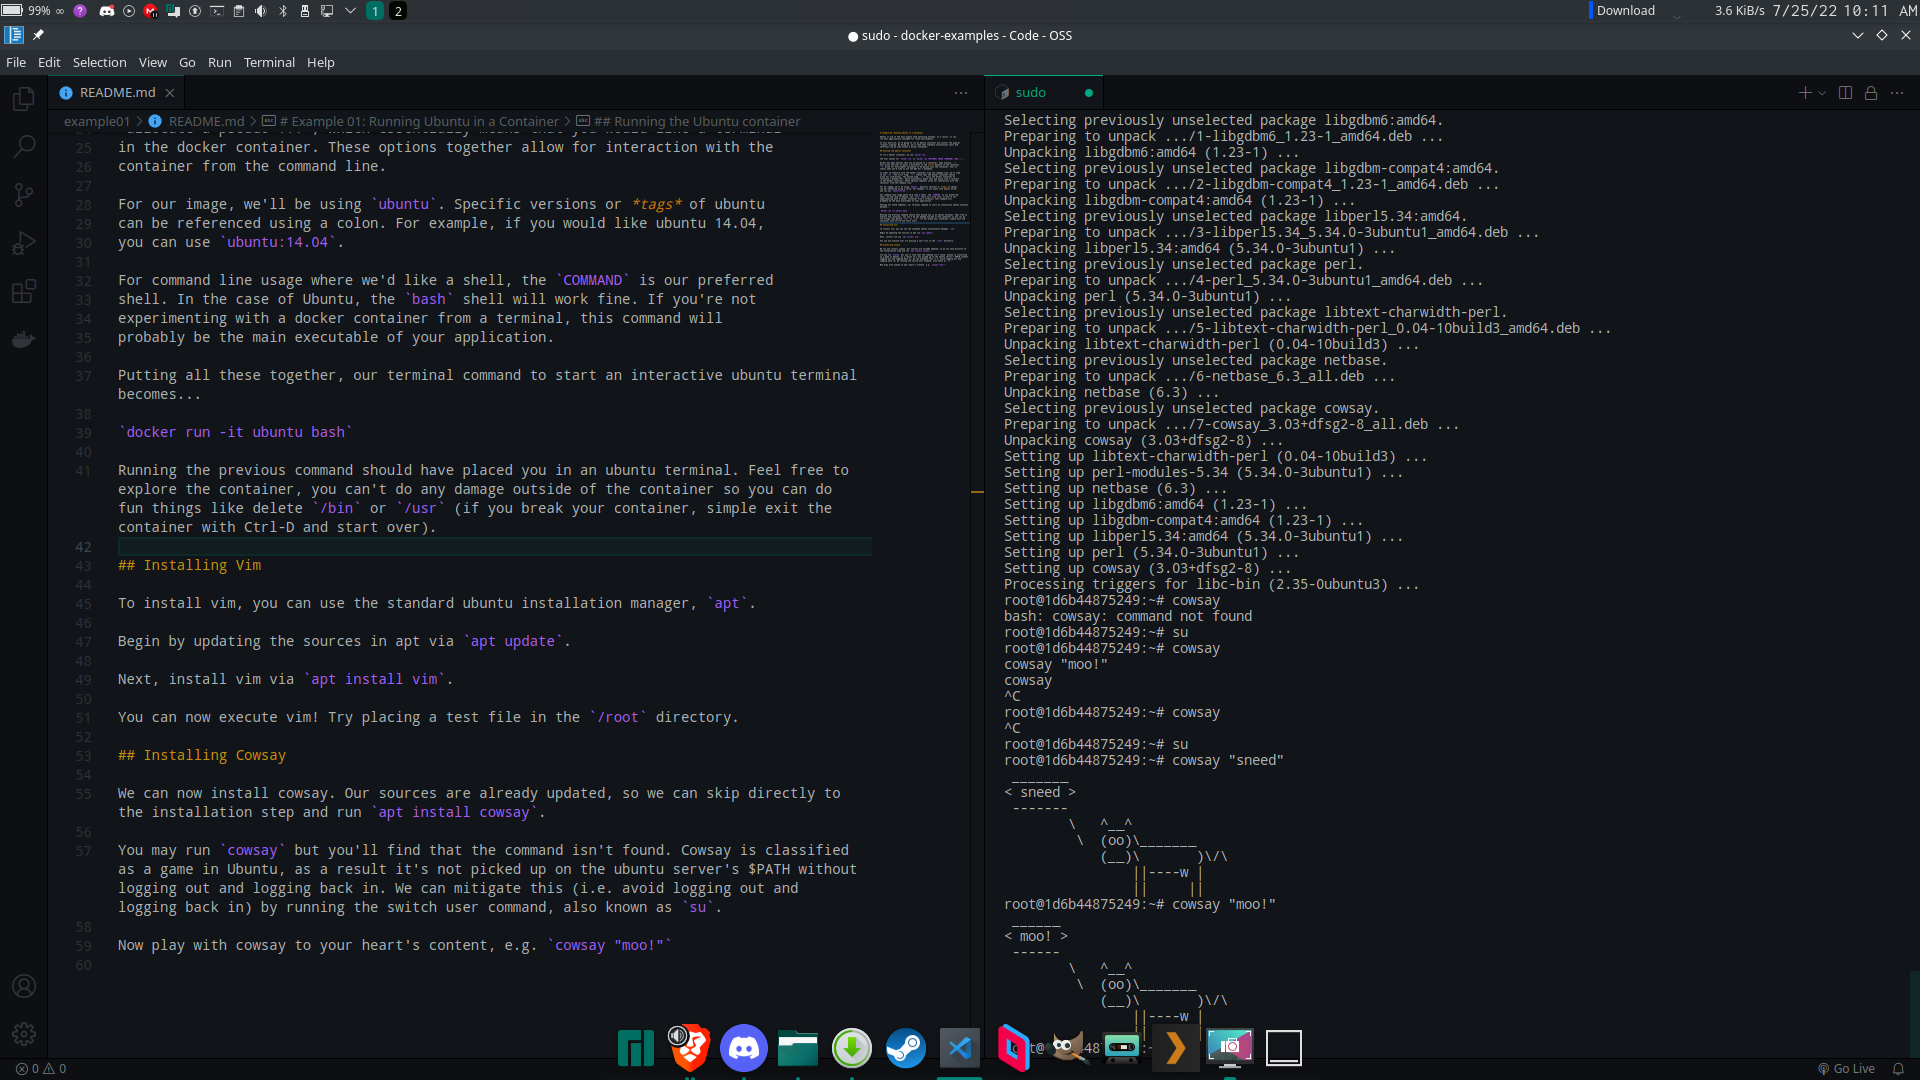 99%
1
2
Download
3.6 KiB/s
7/25/22 10:11 AM
sudo - docker-examples - Code - OSS
File Edit Selection View Go Run Terminal Help
README.md
example01 > README.md > # Example 01: Running Ubuntu in a Container > ## Running the Ubuntu container
25 in the docker container. These options together allow for interaction with the
26 container from the command line.
27
28 For our image, we'll be using `ubuntu`. Specific versions or *tags* of ubuntu
29 can be referenced using a colon. For example, if you would like ubuntu 14.04,
30 you can use `ubuntu:14.04`.
31
32 For command line usage where we'd like a shell, the `COMMAND` is our preferred
33 shell. In the case of Ubuntu, the `bash` shell will work fine. If you're not
34 experimenting with a docker container from a terminal, this command will
35 probably be the main executable of your application.
36
37 Putting all these together, our terminal command to start an interactive ubuntu terminal
becomes...
38
39 `docker run -it ubuntu bash`
40
41 Running the previous command should have placed you in an ubuntu terminal. Feel free to
explore the container, you can't do any damage outside of the container so you can do
fun things like delete `/bin` or `/usr` (if you break your container, simple exit the
container with Ctrl-D and start over).
42
43 ## Installing Vim
44
45 To install vim, you can use the standard ubuntu installation manager, `apt`.
46
47 Begin by updating the sources in apt via `apt update`.
48
49 Next, install vim via `apt install vim`.
50
51 You can now execute vim! Try placing a test file in the `/root` directory.
52
53 ## Installing Cowsay
54
55 We can now install cowsay. Our sources are already updated, so we can skip directly to
the installation step and run `apt install cowsay`.
56
57 You may run `cowsay` but you'll find that the command isn't found. Cowsay is classified
as a game in Ubuntu, as a result it's not picked up on the ubuntu server's $PATH without
logging out and logging back in. We can mitigate this (i.e. avoid logging out and
logging back in) by running the switch user command, also known as `su`.
58
59 Now play with cowsay to your heart's content, e.g. `cowsay "moo!"`
60
sudo
Selecting previously unselected package libgdbm6:amd64.
Preparing to unpack .../1-libgdbm6_1.23-1_amd64.deb ...
Unpacking libgdbm6:amd64 (1.23-1) ...
Selecting previously unselected package libgdbm-compat4:amd64.
Preparing to unpack .../2-libgdbm-compat4_1.23-1_amd64.deb ...
Unpacking libgdbm-compat4:amd64 (1.23-1) ...
Selecting previously unselected package libperl5.34:amd64.
Preparing to unpack .../3-libperl5.34_5.34.0-3ubuntu1_amd64.deb ...
Unpacking libperl5.34:amd64 (5.34.0-3ubuntu1) ...
Selecting previously unselected package perl.
Preparing to unpack .../4-perl_5.34.0-3ubuntu1_amd64.deb ...
Unpacking perl (5.34.0-3ubuntu1) ...
Selecting previously unselected package libtext-charwidth-perl.
Preparing to unpack .../5-libtext-charwidth-perl_0.04-10build3_amd64.deb ...
Unpacking libtext-charwidth-perl (0.04-10build3) ...
Selecting previously unselected package netbase.
Preparing to unpack .../6-netbase_6.3_all.deb ...
Unpacking netbase (6.3) ...
Selecting previously unselected package cowsay.
Preparing to unpack .../7-cowsay_3.03+dfsg2-8_all.deb ...
Unpacking cowsay (3.03+dfsg2-8) ...
Setting up libtext-charwidth-perl (0.04-10build3) ...
Setting up perl-modules-5.34 (5.34.0-3ubuntu1) ...
Setting up netbase (6.3) ...
Setting up libgdbm6:amd64 (1.23-1) ...
Setting up libgdbm-compat4:amd64 (1.23-1) ...
Setting up libperl5.34:amd64 (5.34.0-3ubuntu1) ...
Setting up perl (5.34.0-3ubuntu1) ...
Setting up cowsay (3.03+dfsg2-8) ...
Processing triggers for libc-bin (2.35-0ubuntu3) ...
root@1d6b44875249:~# cowsay
bash: cowsay: command not found
root@1d6b44875249:~# su
root@1d6b44875249:~# cowsay
cowsay "moo!"
cowsay
^C
root@1d6b44875249:~# cowsay
^C
root@1d6b44875249:~# su
root@1d6b44875249:~# cowsay "sneed"
 _______
< sneed >
 -------
        \   ^__^
         \  (oo)\_______
            (__)\       )\/\
                ||----w |
                ||     ||
root@1d6b44875249:~# cowsay "moo!"
 ______
< moo! >
 ------
        \   ^__^
         \  (oo)\_______
            (__)\       )\/\
                ||----w |
0 0
Go Live